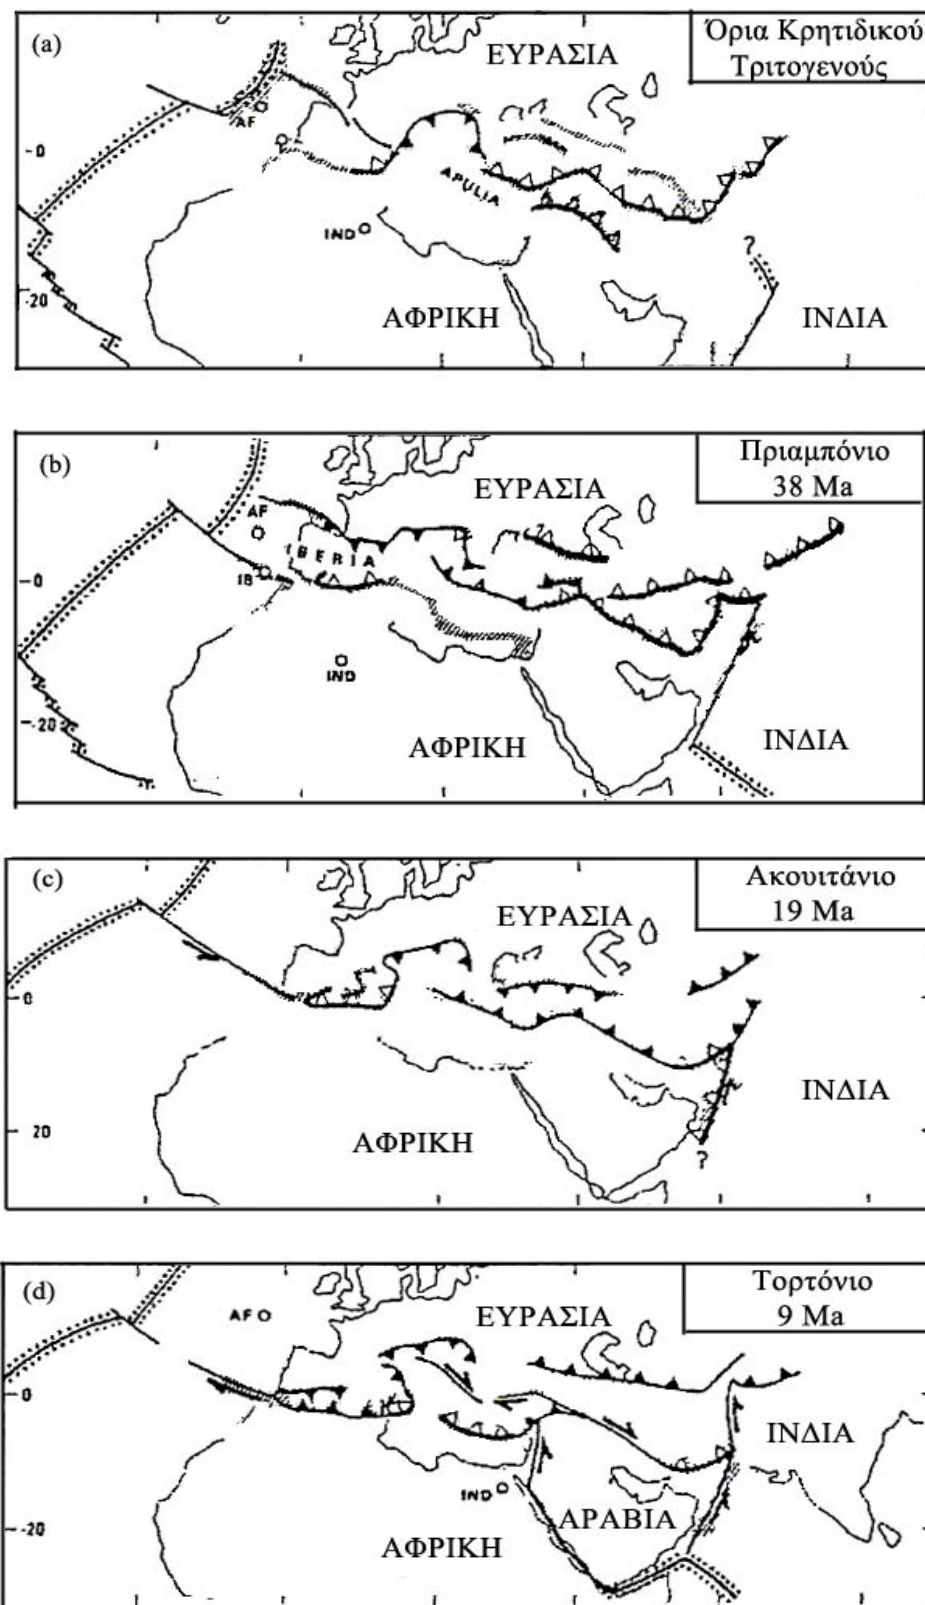 (a)
ΕΥΡΑΣΙΑ
Όρια Κρητιδικού
Τριτογενούς
AF
-0
APULIA
IND
?
-20
ΑΦΡΙΚΗ
ΙΝΔΙΑ
(b)
ΕΥΡΑΣΙΑ
Πριαμπόνιο
38 Ma
AF
?
IBERIA
-0
IB
IND
-20
ΑΦΡΙΚΗ
ΙΝΔΙΑ
(c)
ΕΥΡΑΣΙΑ
Ακουιτάνιο
19 Ma
0
ΙΝΔΙΑ
20
ΑΦΡΙΚΗ
?
(d)
AF
ΕΥΡΑΣΙΑ
Τορτόνιο
9 Ma
0
ΙΝΔΙΑ
IND
-20
ΑΡΑΒΙΑ
ΑΦΡΙΚΗ